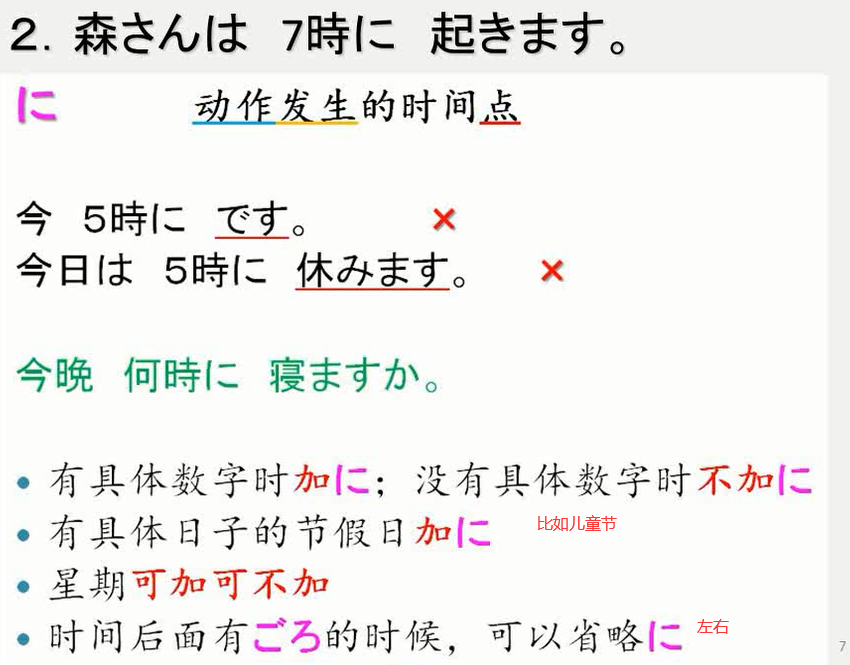 2．森さんは　7時に　起きます。
に　动作发生的时间点
今　5時に　です。　×
今日は　5時に　休みます。　×
今晩　何時に　寝ますか。
• 有具体数字时加に；没有具体数字时不加に
• 有具体日子的节假日加に　比如儿童节
• 星期可加可不加
• 时间后面有ごろ的时候，可以省略に　左右
7